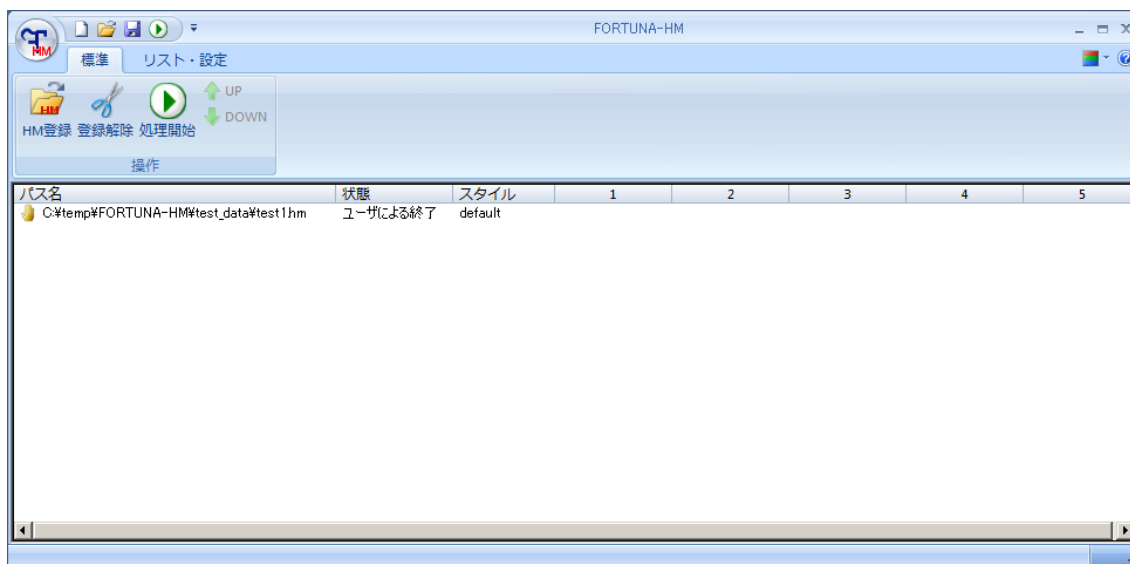 FORTUNA-HM
HM
標準 リスト・設定
HM
UP
DOWN
HM登録 登録解除 処理開始
操作
パス名 状態 スタイル 1 2 3 4 5
C:¥temp¥FORTUNA-HM¥test_data¥test1.hm ユーザによる終了 default